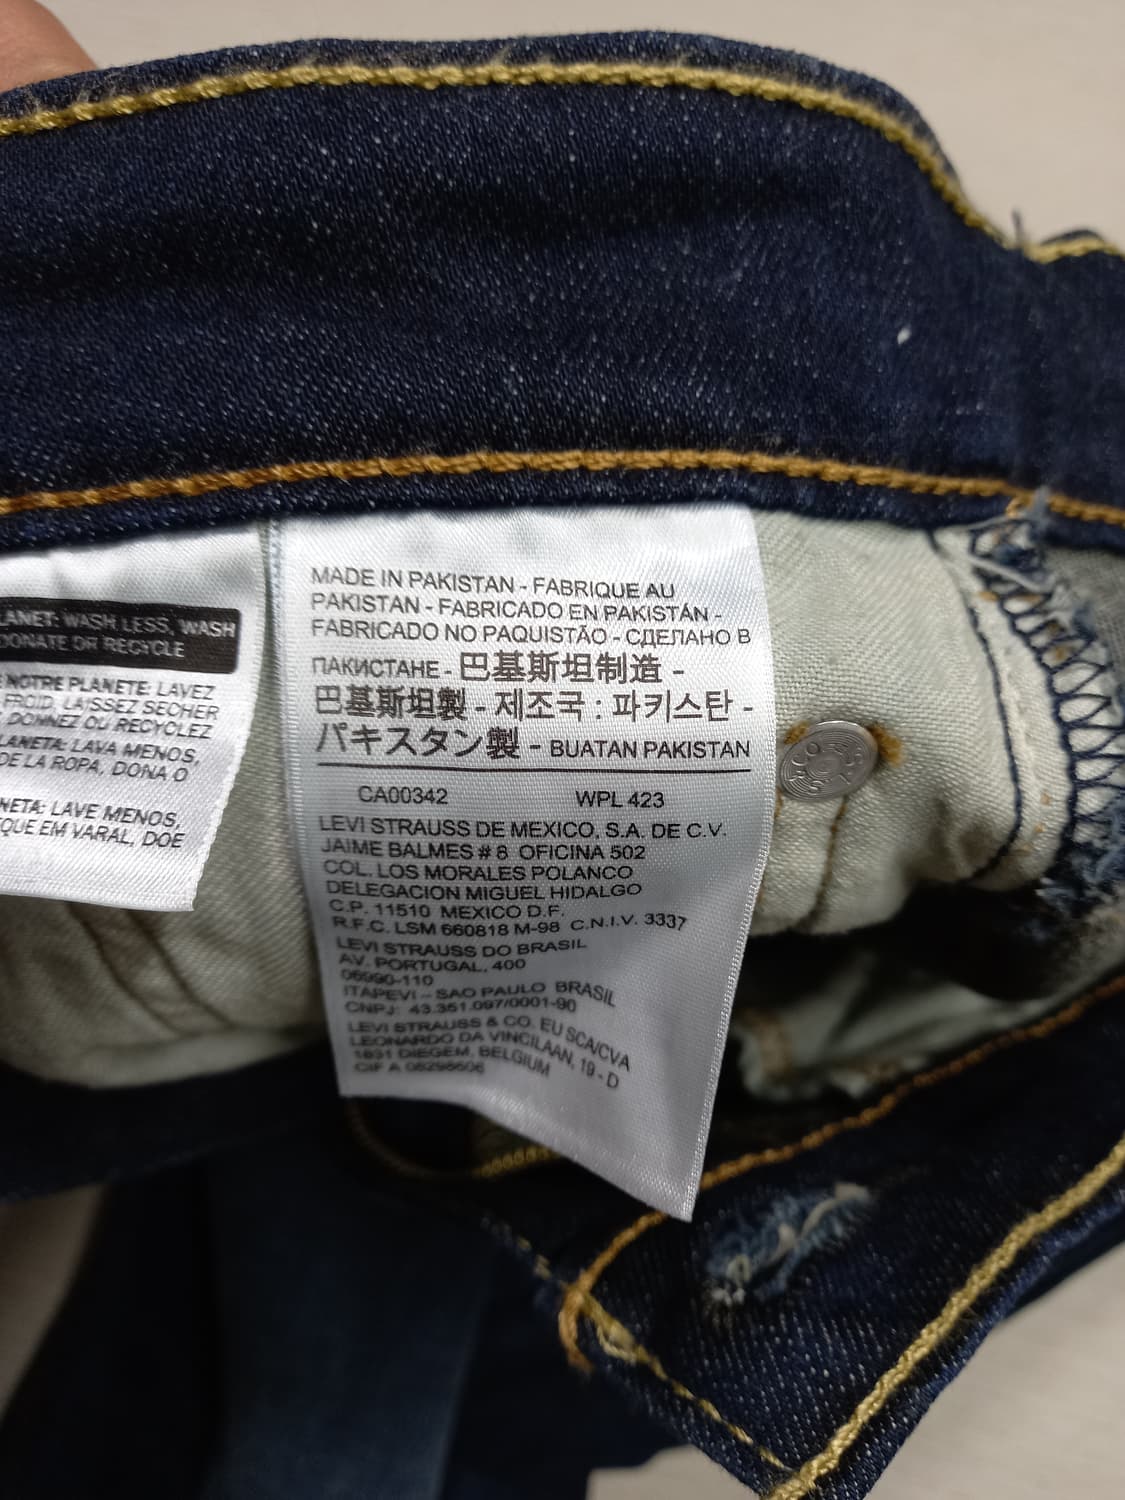 LANET: WASH LESS, WASH
DONATE OR RECYCLE
NOTRE PLANETE: LAVEZ
FROID, LAISSEZ SECHER
DONNEZ OU RECYCLEZ
LANETA: LAVA MENOS,
DE LA ROPA, DONA O
NETA: LAVE MENOS,
QUE EM VARAL, DOE
MADE IN PAKISTAN - FABRIQUE AU
PAKISTAN - FABRICADO EN PAKISTÁN -
FABRICADO NO PAQUISTÃO - СДЕЛАНО В
ПАКИСТАНЕ - 巴基斯坦制造 -
巴基斯坦製 - 제조국 : 파키스탄 -
パキスタン製 - BUATAN PAKISTAN
CA00342 WPL 423
LEVI STRAUSS DE MEXICO, S.A. DE C.V.
JAIME BALMES # 8 OFICINA 502
COL. LOS MORALES POLANCO
DELEGACION MIGUEL HIDALGO
C.P. 11510 MEXICO D.F.
R.F.C. LSM 660818 M-98 C.N.I.V. 3337
LEVI STRAUSS DO BRASIL
AV. PORTUGAL, 400
06690-110
ITAPEVI - SAO PAULO BRASIL
CNPJ: 43.351.097/0001-90
LEVI STRAUSS & CO. EU SCA/CVA
LEONARDO DA VINCILAAN, 19 - D
1831 DIEGEM, BELGIUM
CIF A 08298606